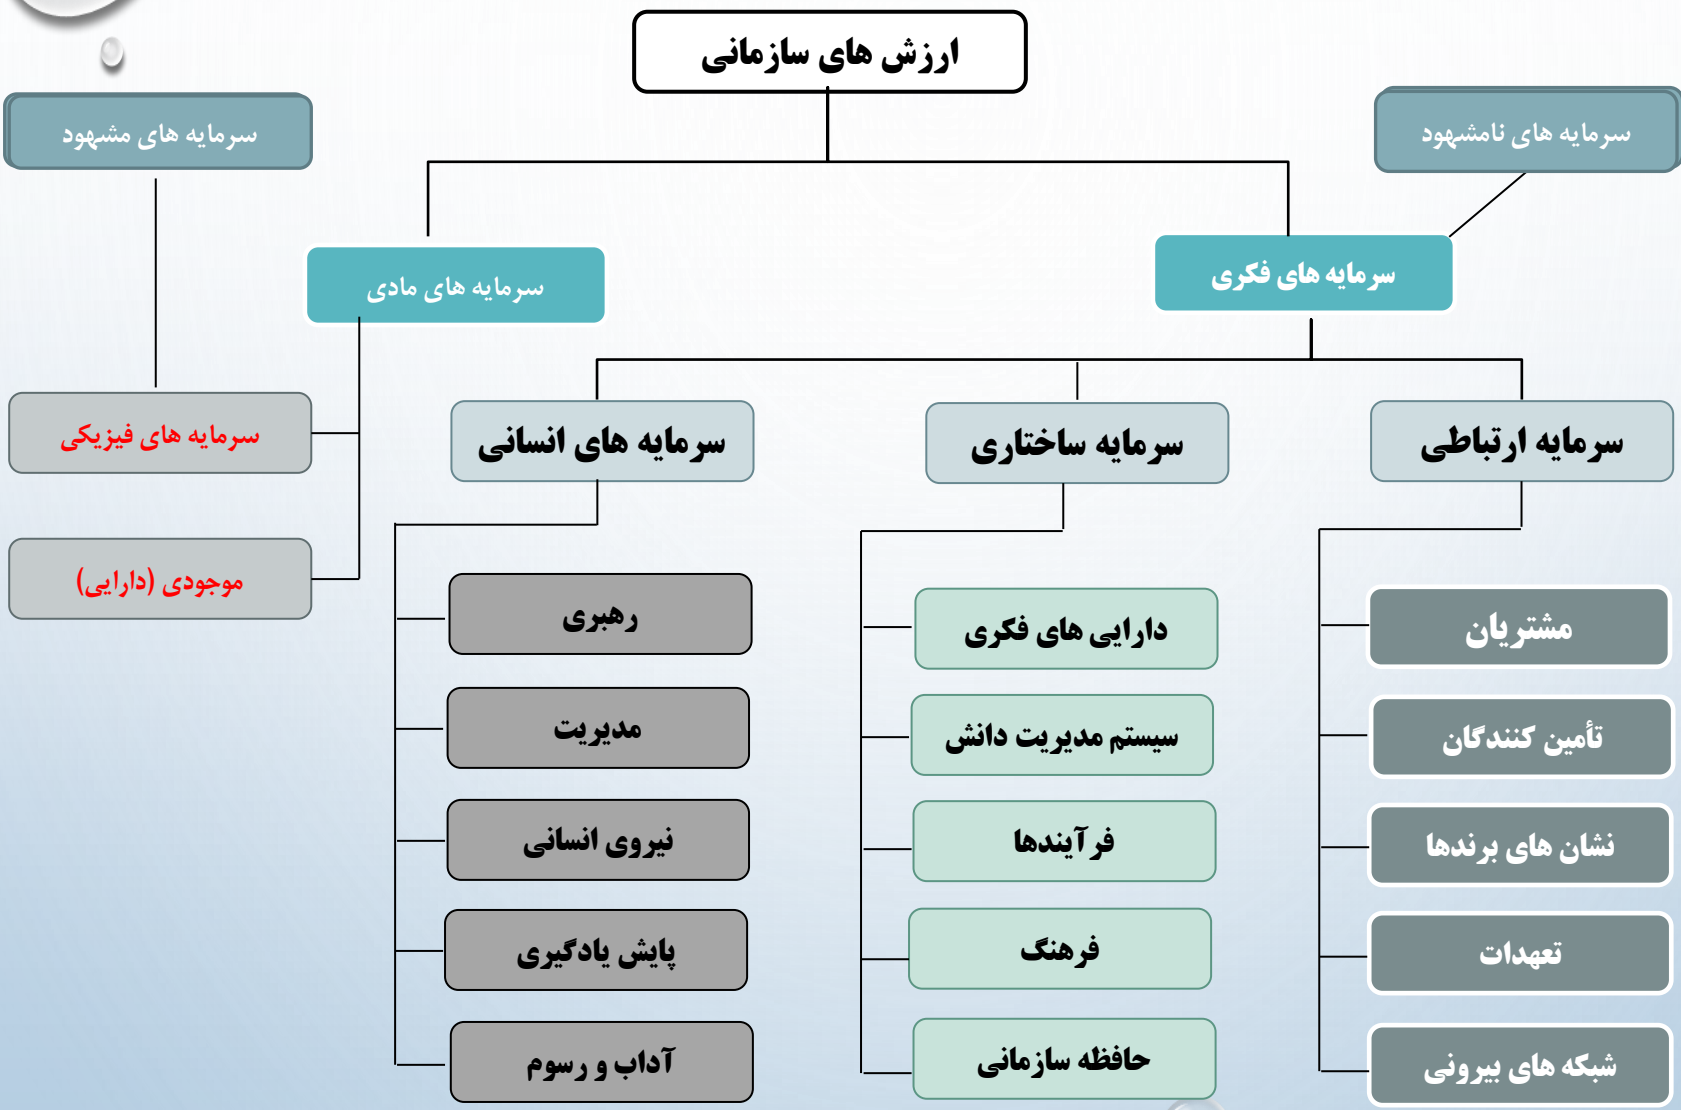 ارزش های سازمانی
سرمایه های نامشهود
سرمایه های مشهود
سرمایه های فکری
سرمایه های مادی
سرمایه ارتباطی
سرمایه ساختاری
سرمایه های انسانی
سرمایه های فیزیکی
موجودی (دارایی)
مشتریان
تأمین کنندگان
نشان های برندها
تعهدات
شبکه های بیرونی
دارایی های فکری
سیستم مدیریت دانش
فرآیندها
فرهنگ
حافظه سازمانی
رهبری
مدیریت
نیروی انسانی
پایش یادگیری
آداب و رسوم